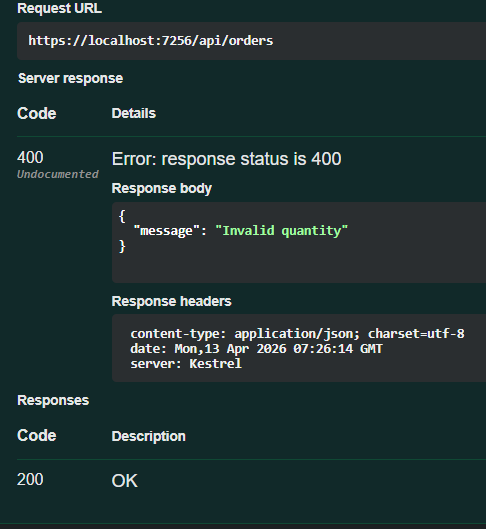 Request URL
https://localhost:7256/api/orders
Server response
Code Details
400 Error: response status is 400
Undocumented
Response body
{
"message": "Invalid quantity"
}
Response headers
content-type: application/json; charset=utf-8
date: Mon,13 Apr 2026 07:26:14 GMT
server: Kestrel
Responses
Code Description
200 OK